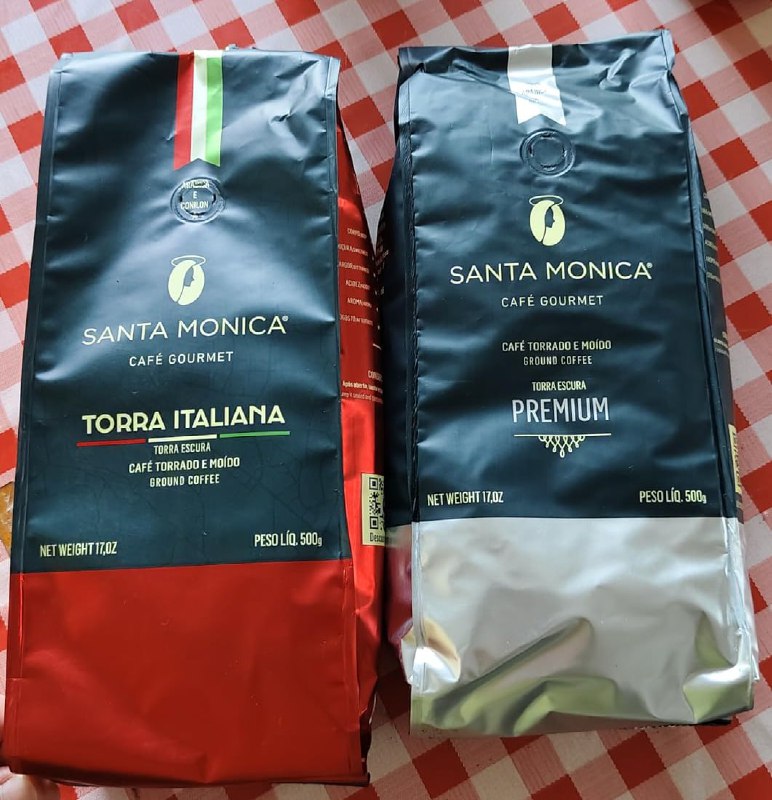 E
CONILON
SANTA MONICA®
CAFÉ GOURMET
TORRA ITALIANA
TORRA ESCURA
CAFÉ TORRADO E MOÍDO
GROUND COFFEE
NET WEIGHT 17,OZ
PESO LÍQ. 500g
SANTA MONICA®
CAFÉ GOURMET
CAFÉ TORRADO E MOÍDO
GROUND COFFEE
TORRA ESCURA
PREMIUM
NET WEIGHT 17,OZ
PESO LÍQ. 500g